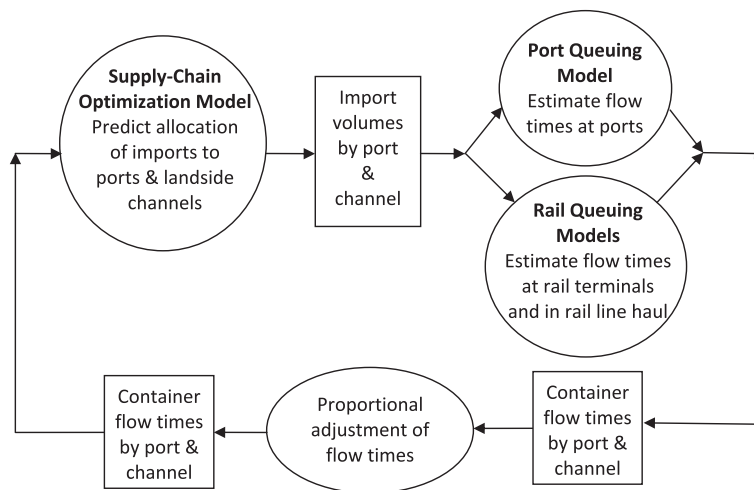 Supply-Chain
Optimization Model
Predict allocation
of imports to
ports & landside
channels
Import
volumes
by port
&
channel
Port Queuing
Model
Estimate flow
times at ports
Rail Queuing
Models
Estimate flow times
at rail terminals
and in rail line haul
Container
flow times
by port &
channel
Proportional
adjustment of
flow times
Container
flow times
by port &
channel